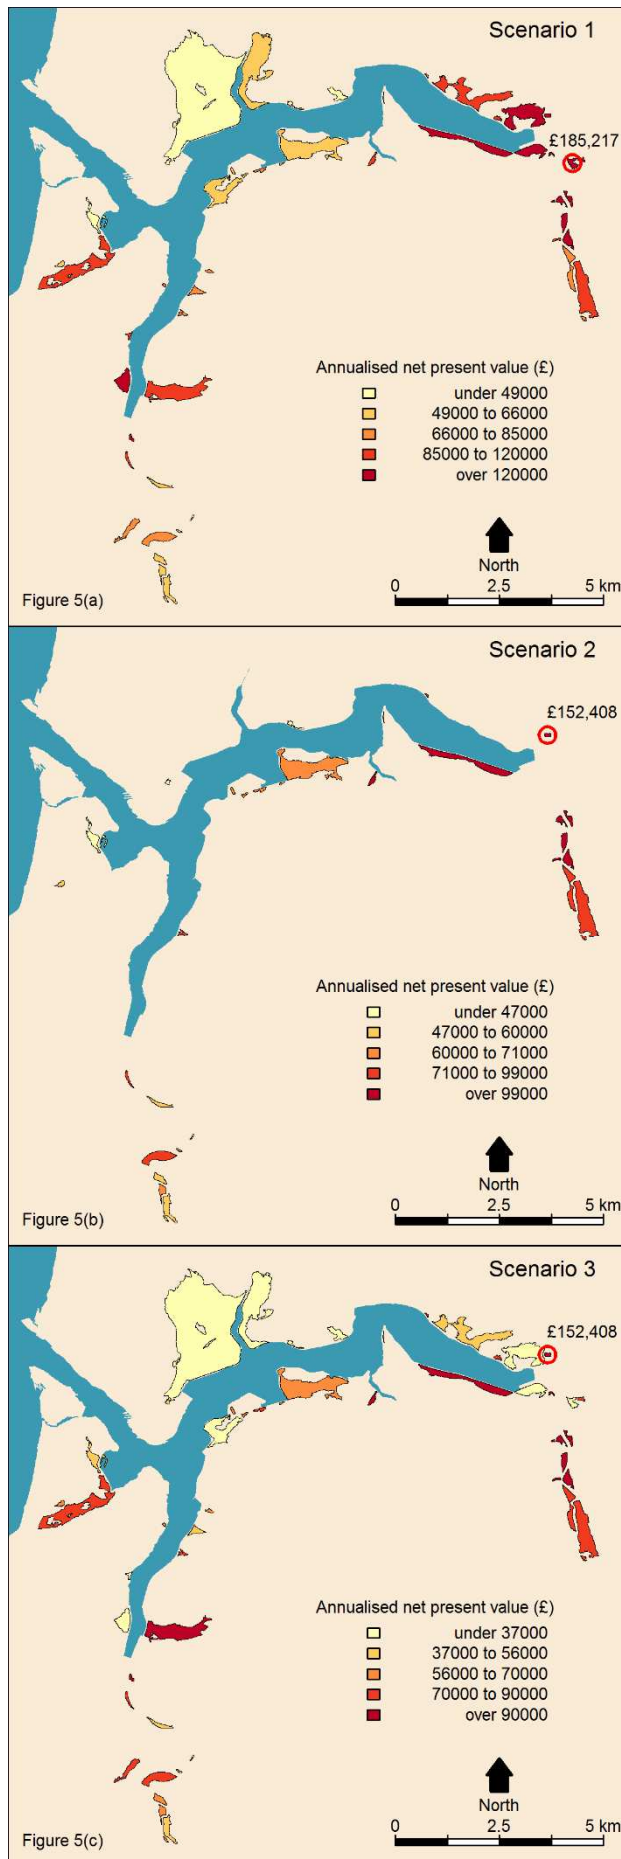 Scenario 1
£185,217
Annualised net present value (£)
under 49000
49000 to 66000
66000 to 85000
85000 to 120000
over 120000
North
0 2.5 5 km
Figure 5(a)
Scenario 2
£152,408
Annualised net present value (£)
under 47000
47000 to 60000
60000 to 71000
71000 to 99000
over 99000
North
0 2.5 5 km
Figure 5(b)
Scenario 3
£152,408
Annualised net present value (£)
under 37000
37000 to 56000
56000 to 70000
70000 to 90000
over 90000
North
0 2.5 5 km
Figure 5(c)